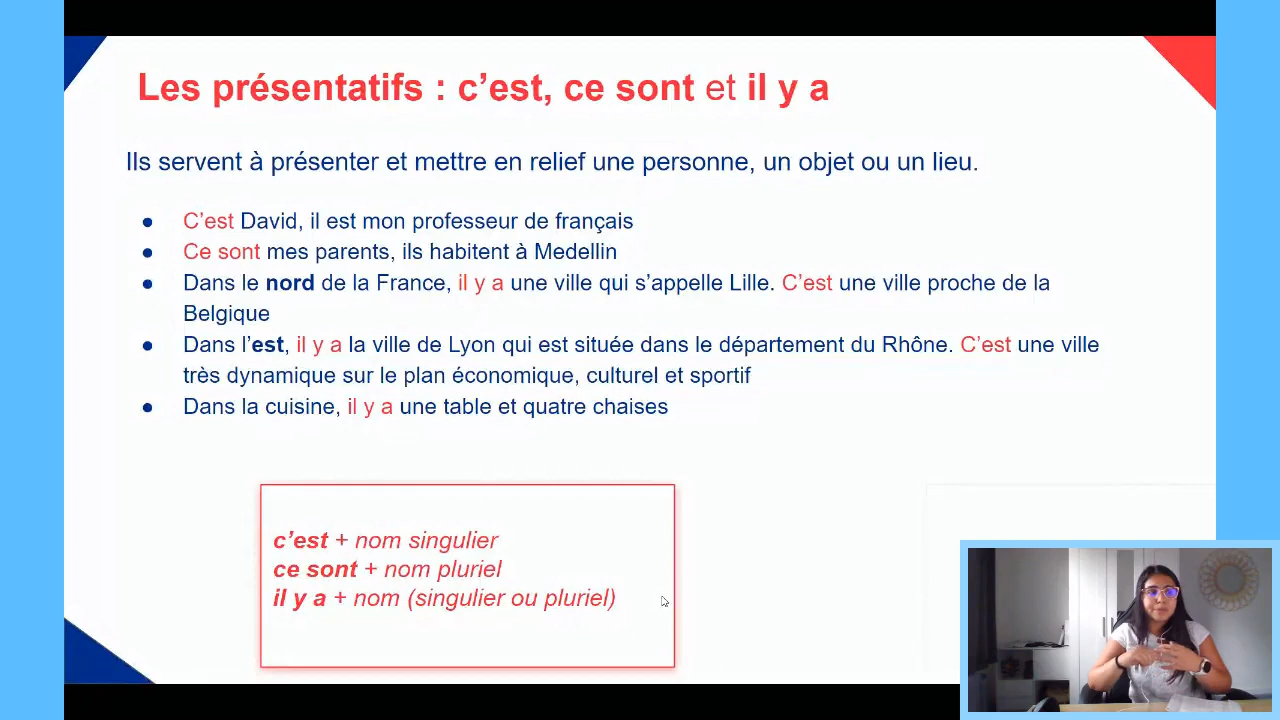 Les présentatifs : c’est, ce sont et il y a
Ils servent à présenter et mettre en relief une personne, un objet ou un lieu.
● C’est David, il est mon professeur de français
● Ce sont mes parents, ils habitent à Medellin
● Dans le nord de la France, il y a une ville qui s’appelle Lille. C’est une ville proche de la
Belgique
● Dans l’est, il y a la ville de Lyon qui est située dans le département du Rhône. C’est une ville
très dynamique sur le plan économique, culturel et sportif
● Dans la cuisine, il y a une table et quatre chaises
c’est + nom singulier
ce sont + nom pluriel
il y a + nom (singulier ou pluriel)